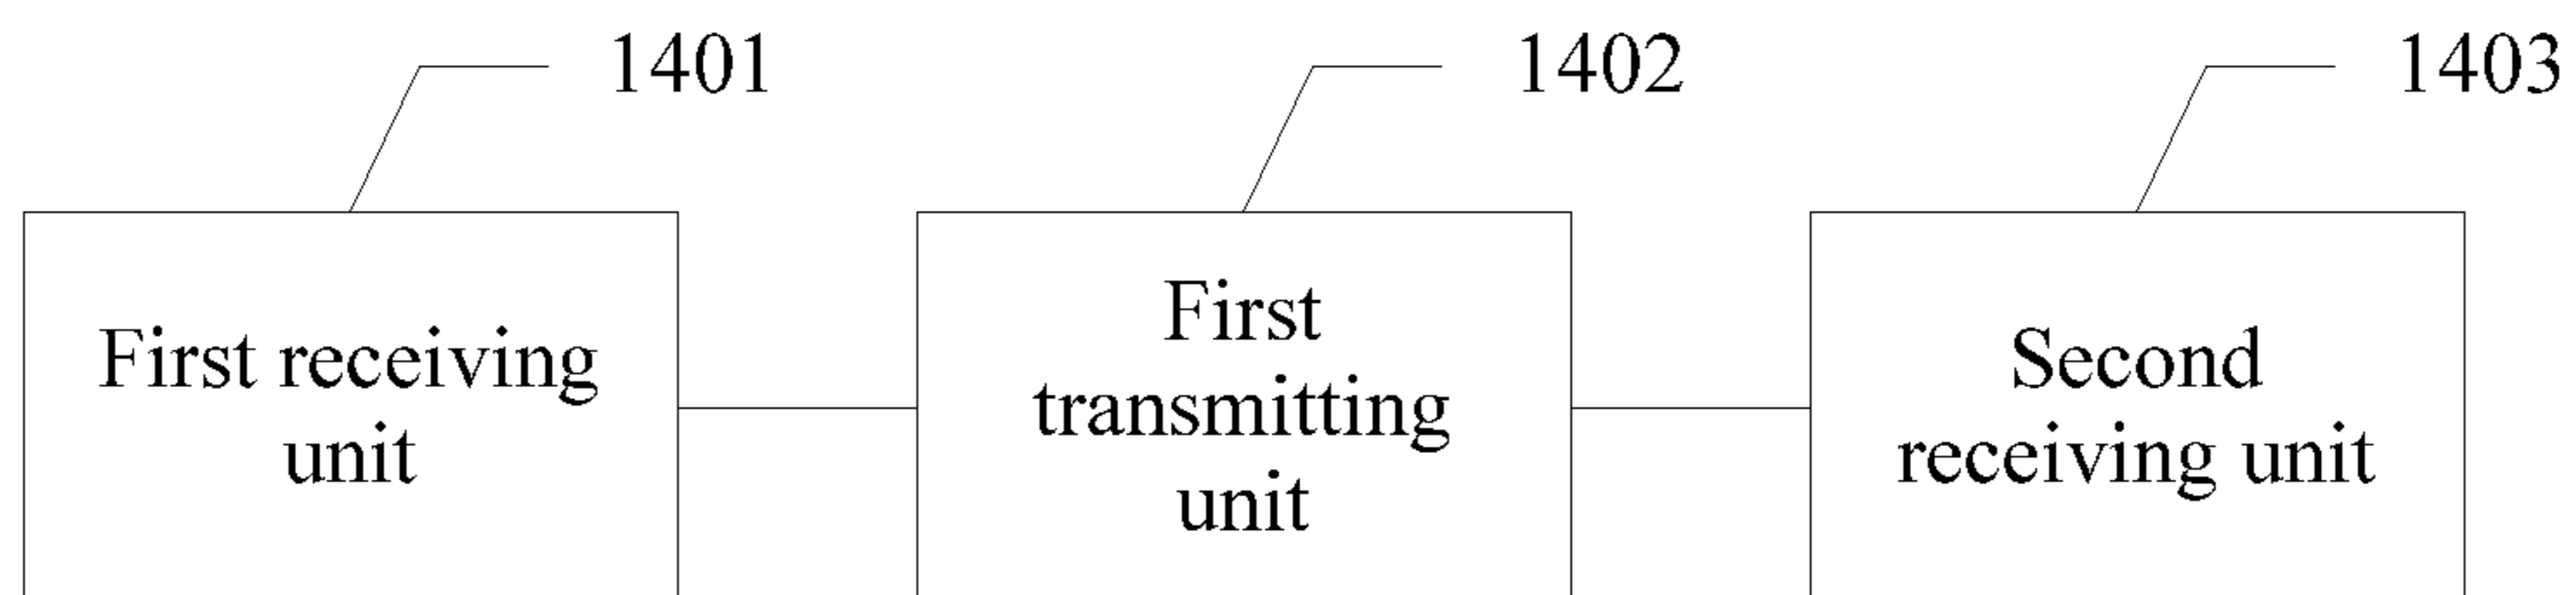 1401
1402
1403
First receiving
unit
First
transmitting
unit
Second
receiving unit